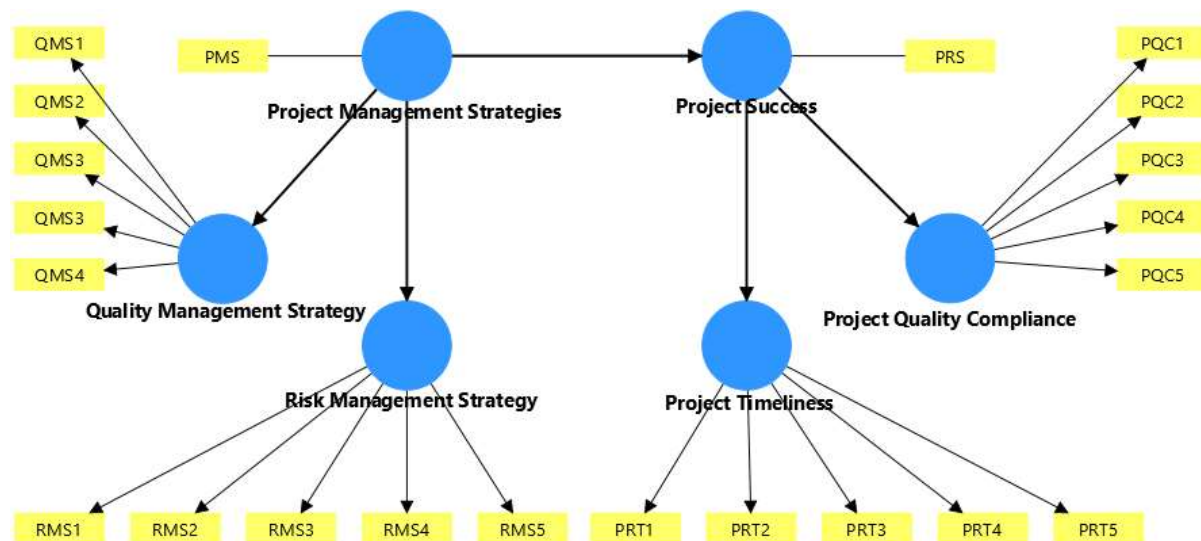 QMS1
QMS2
QMS3
QMS3
QMS4
PMS
Project Management Strategies
Project Success
PRS
PQC1
PQC2
PQC3
PQC4
PQC5
Quality Management Strategy
Project Quality Compliance
Risk Management Strategy
Project Timeliness
RMS1
RMS2
RMS3
RMS4
RMS5
PRT1
PRT2
PRT3
PRT4
PRT5